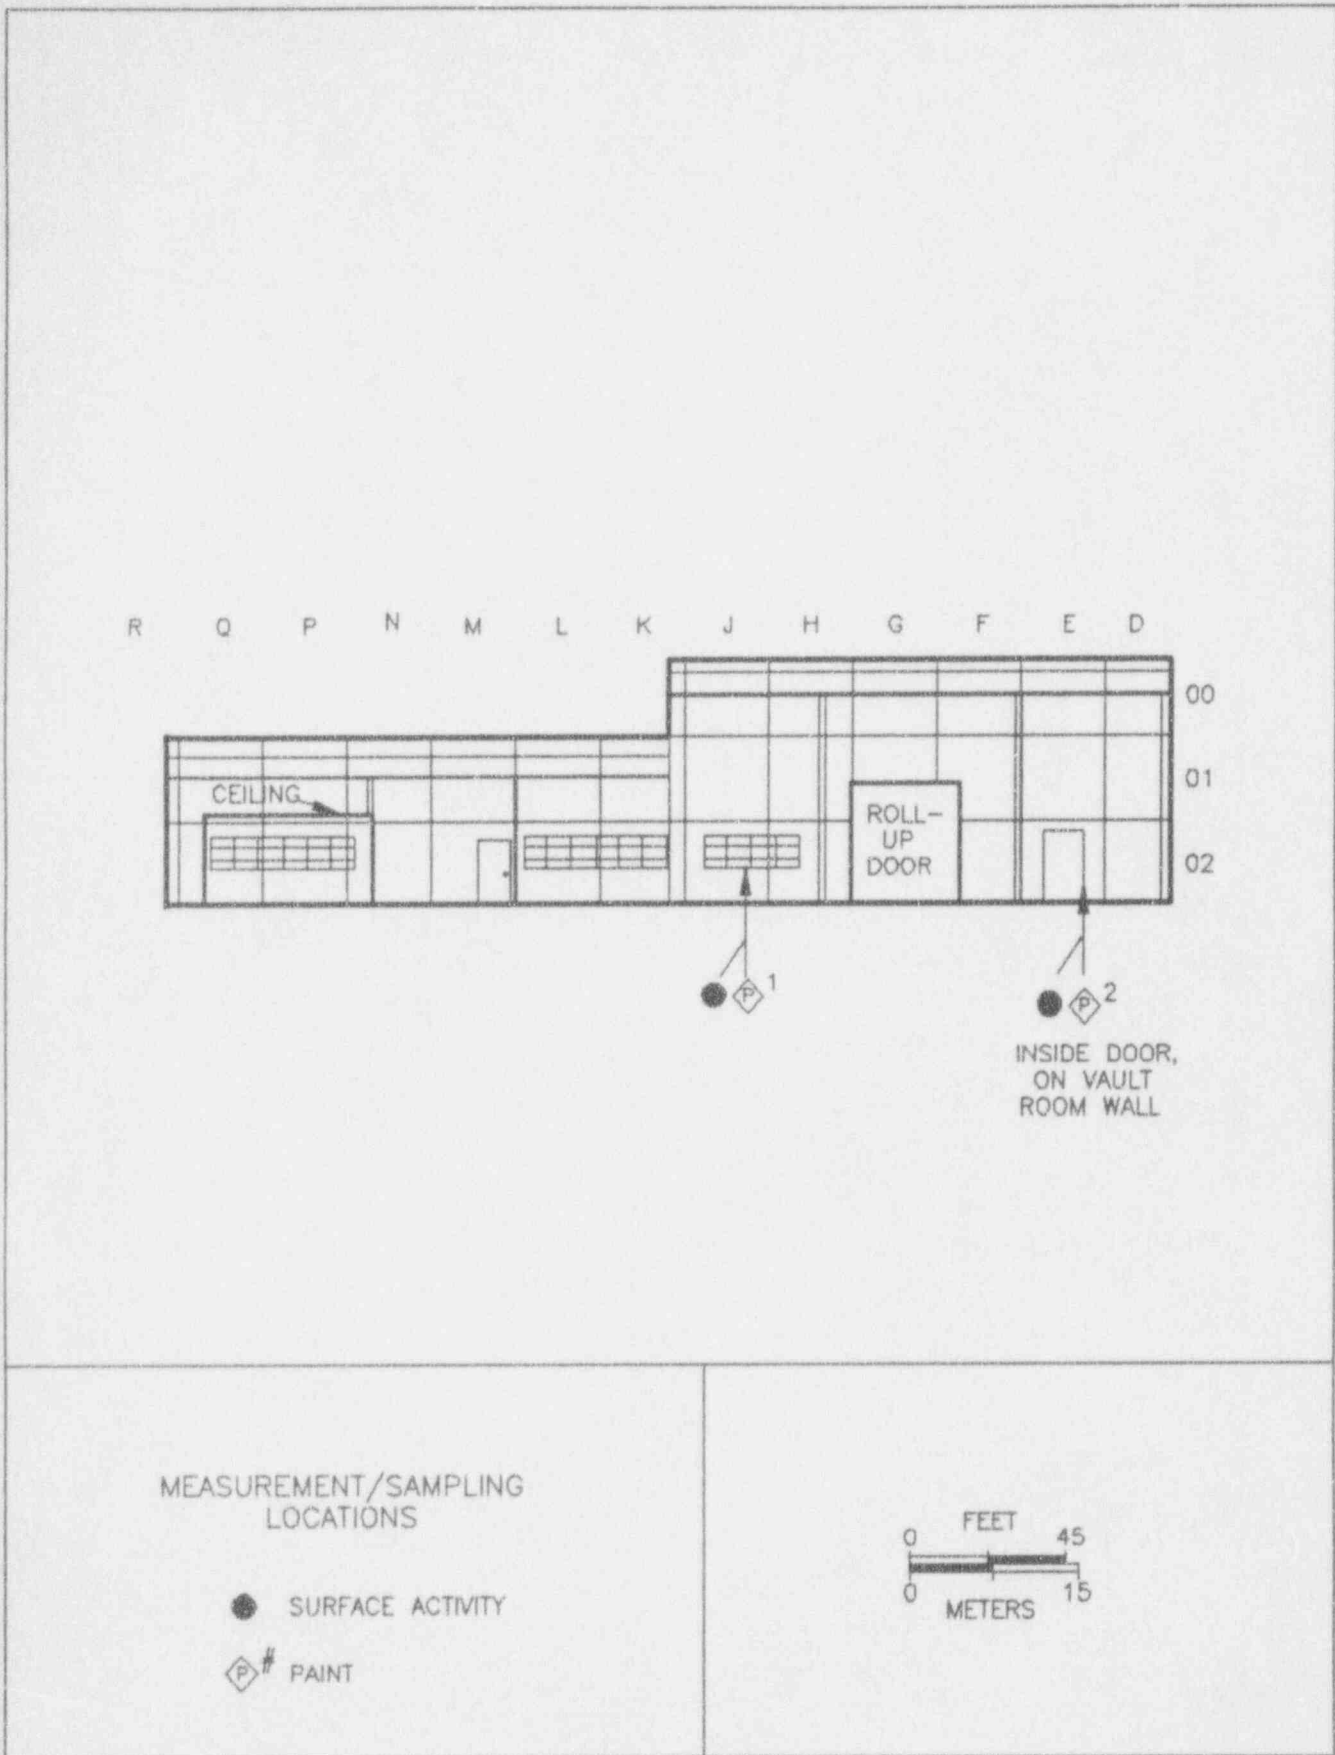 R Q P N M L K J H G F E D
00
01
CEILING
ROLL-
UP
DOOR
02
P 1
P 2
INSIDE DOOR,
ON VAULT
ROOM WALL
MEASUREMENT/SAMPLING
LOCATIONS
SURFACE ACTIVITY
P # PAINT
0 FEET 45
0 METERS 15